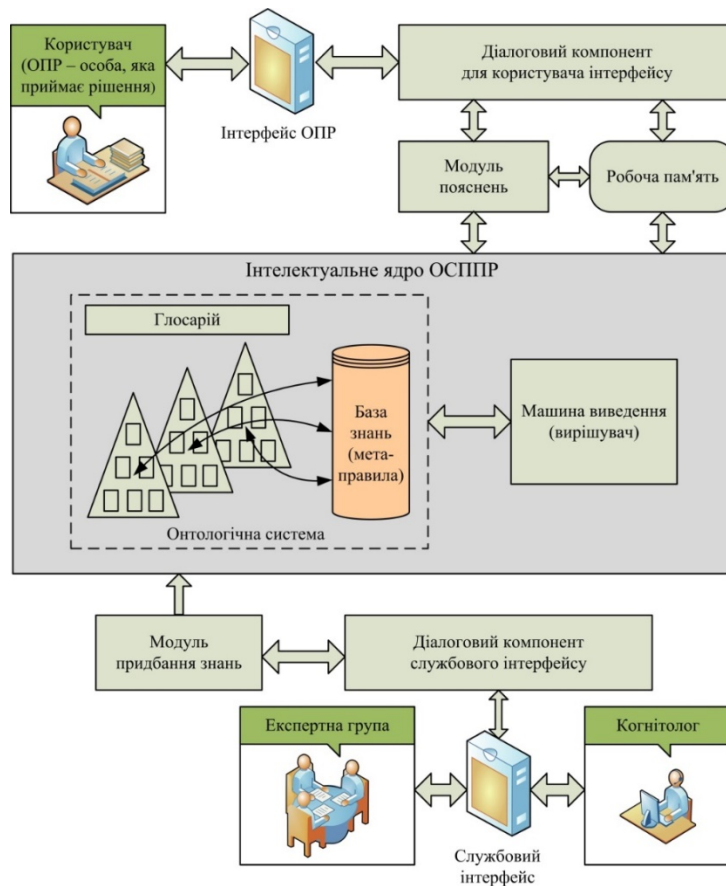 Користувач
(ОПР – особа, яка
приймає рішення)
Інтерфейс ОПР
Діалоговий компонент
для користувача інтерфейсу
Модуль
пояснень
Робоча пам'ять
Інтелектуальне ядро ОСППР
Глосарій
База
знань
(мета-
правила)
Онтологічна система
Машина виведення
(вирішувач)
Модуль
придбання знань
Діалоговий компонент
службового інтерфейсу
Експертна група
Службовий
інтерфейс
Когнітолог